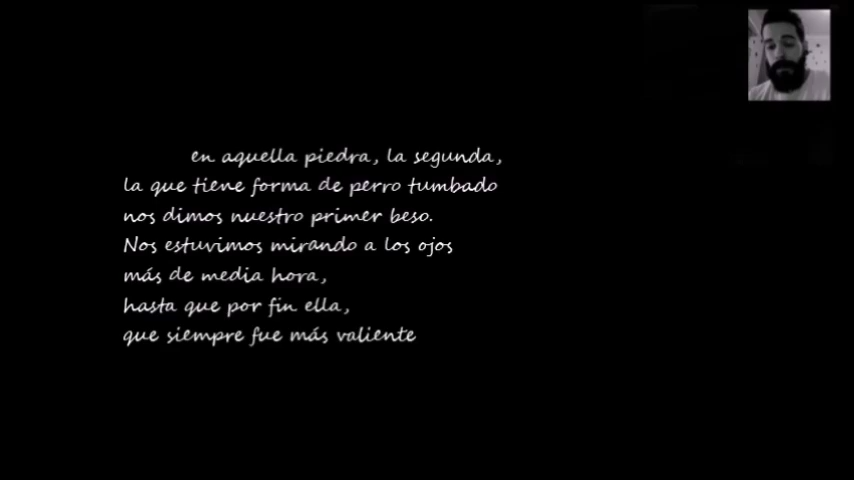 en aquella piedra, la segunda,
la que tiene forma de perro tumbado
nos dimos nuestro primer beso.
Nos estuvimos mirando a los ojos
más de media hora,
hasta que por fin ella,
que siempre fue más valiente